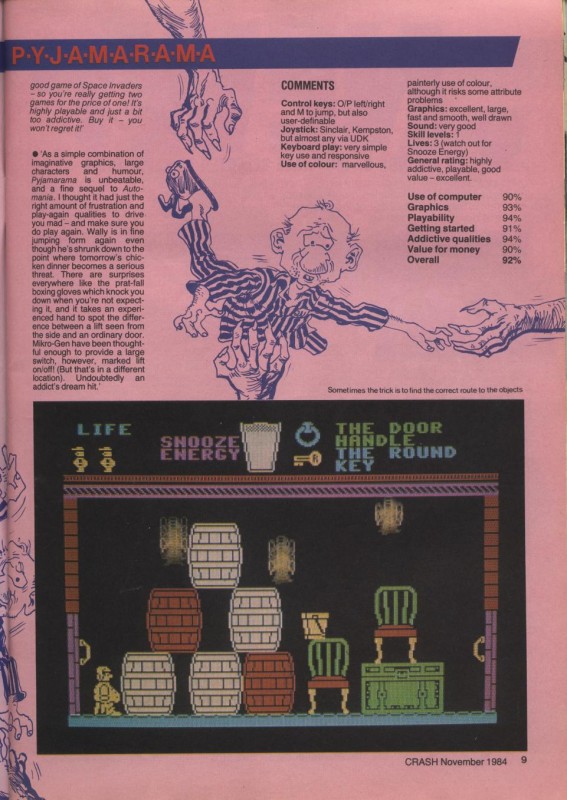 P·Y·J·A·M·A·R·A·M·A
good game of Space Invaders
– so you're really getting two
games for the price of one! It's
highly playable and just a bit
too addictive. Buy it – you
won't regret it!'
● 'As a simple combination of
imaginative graphics, large
characters and humour,
Pyjamarama is unbeatable,
and a fine sequel to Auto-
mania. I thought it had just the
right amount of frustration and
play-again qualities to drive
you mad – and make sure you
do play again. Wally is in fine
jumping form again even
though he's shrunk down to the
point where tomorrow's chic-
ken dinner becomes a serious
threat. There are surprises
everywhere like the prat-fall
boxing gloves which knock you
down when you're not expect-
ing it, and it takes an experi-
enced hand to spot the differ-
ence between a lift seen from
the side and an ordinary door.
Mikro-Gen have been thought-
ful enough to provide a large
switch, however, marked lift
on/off! (But that's in a different
location). Undoubtedly an
addict's dream hit.'
COMMENTS
Control keys: O/P left/right
and M to jump, but also
user-definable
Joystick: Sinclair, Kempston,
but almost any via UDK
Keyboard play: very simple
key use and responsive
Use of colour: marvellous,
painterly use of colour,
although it risks some attribute
problems
Graphics: excellent, large,
fast and smooth, well drawn
Sound: very good
Skill levels: 1
Lives: 3 (watch out for
Snooze Energy)
General rating: highly
addictive, playable, good
value – excellent.
Use of computer 90%
Graphics 93%
Playability 94%
Getting started 91%
Addictive qualities 94%
Value for money 90%
Overall 92%
Sometimes the trick is to find the correct route to the objects
LIFE
SNOOZE
ENERGY
R
THE DOOR
HANDLE
THE ROUND
KEY
CRASH November 1984 9